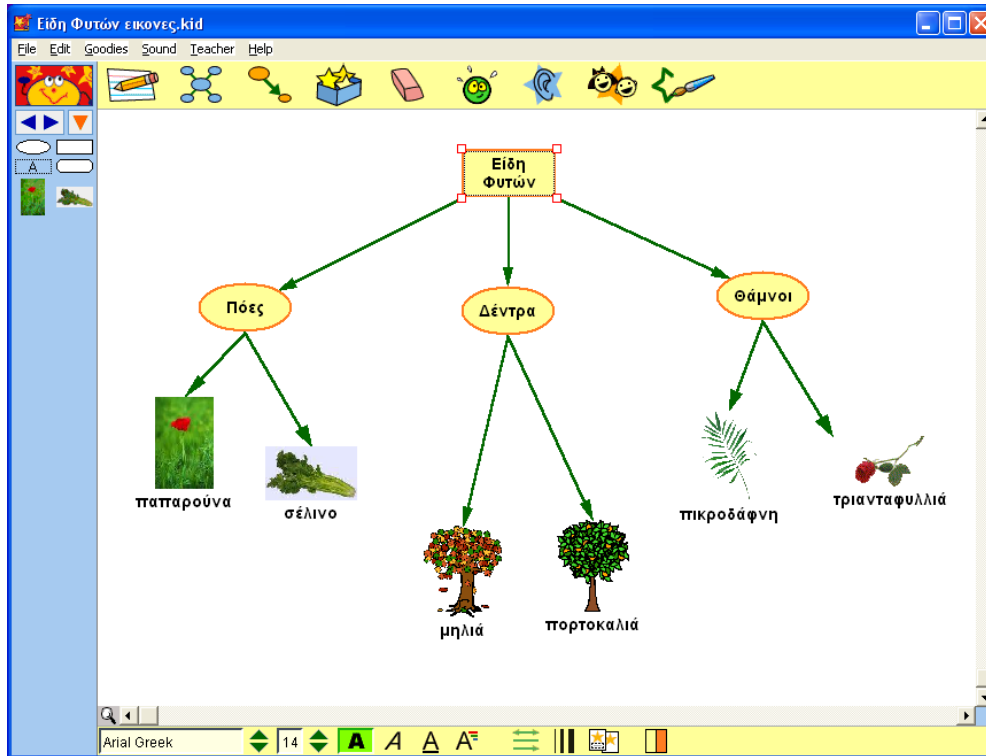 Είδη Φυτών εικονες.kid
File Edit Goodies Sound Teacher Help
A
Είδη
Φυτών
Πόες
Δέντρα
Θάμνοι
παπαρούνα
σέλινο
πικροδάφνη
τριανταφυλλιά
μηλιά
πορτοκαλιά
Arial Greek 14 A A A A